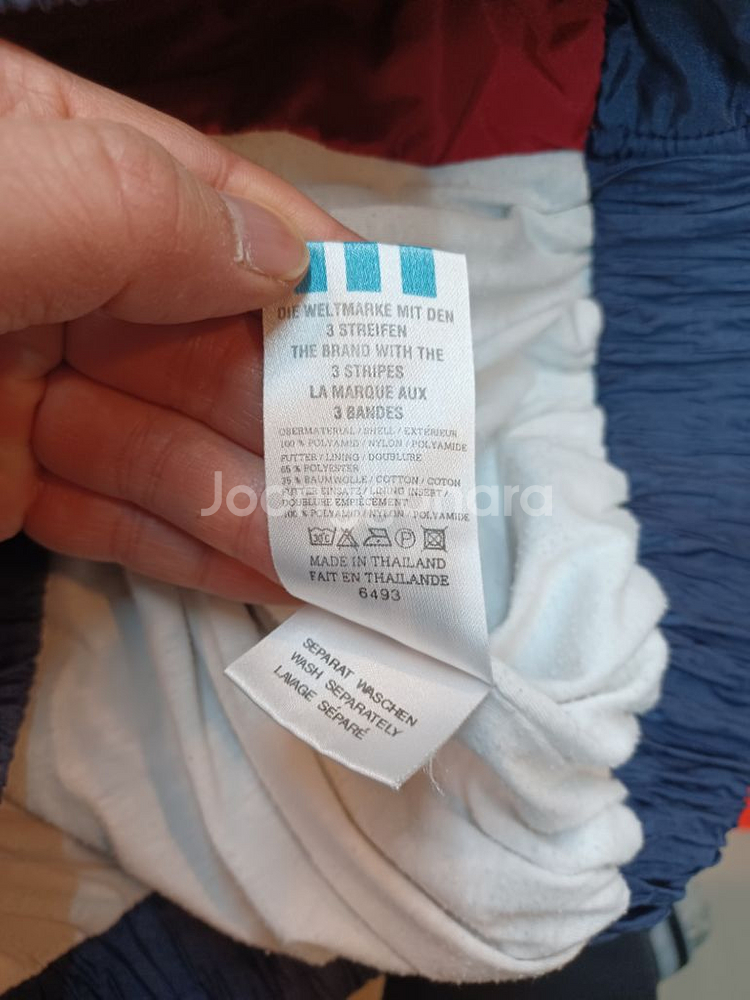 DIE WELTMARKE MIT DEN
3 STREIFEN
THE BRAND WITH THE
3 STRIPES
LA MARQUE AUX
3 BANDES
OBERMATERIAL / SHELL / EXTERIEUR
100 % POLYAMID / NYLON / POLYAMIDE
FUTTER / LINING / DOUBLURE
65 % POLYESTER
35 % BAUMWOLLE / COTTON / COTON
FUTTER EINSATZ / LINING INSERT /
DOUBLURE EMPIECEMENT
100 % POLYAMID / NYLON / POLYAMIDE
30°C P
MADE IN THAILAND
FAIT EN THAILANDE
6493
SEPARAT WASCHEN
WASH SEPARATELY
LAVAGE SÉPARÉ